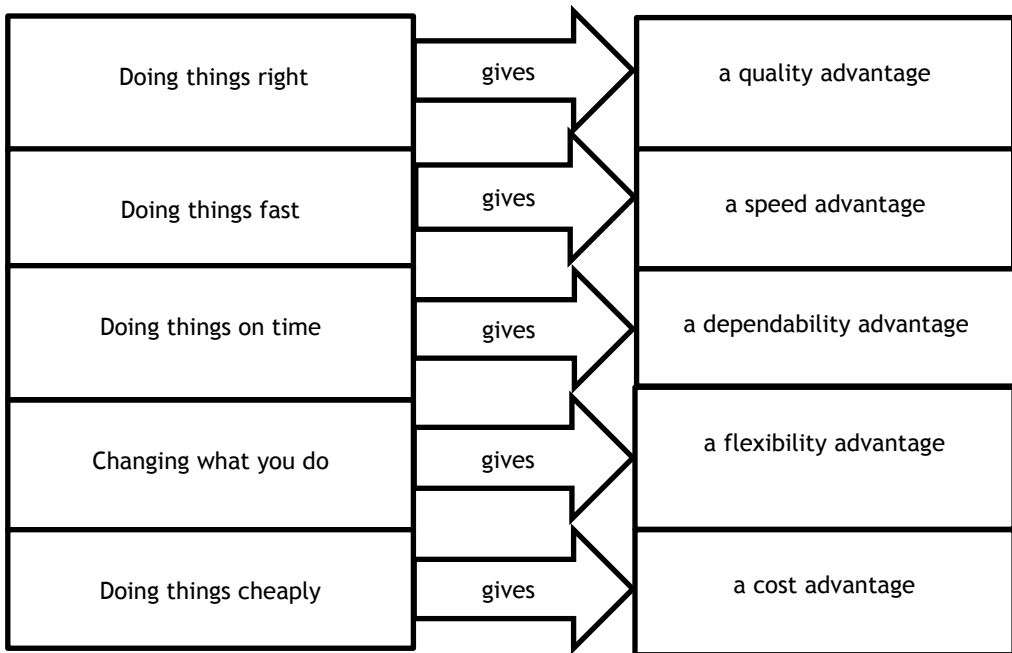 Doing things right gives a quality advantage
Doing things fast gives a speed advantage
Doing things on time gives a dependability advantage
Changing what you do gives a flexibility advantage
Doing things cheaply gives a cost advantage